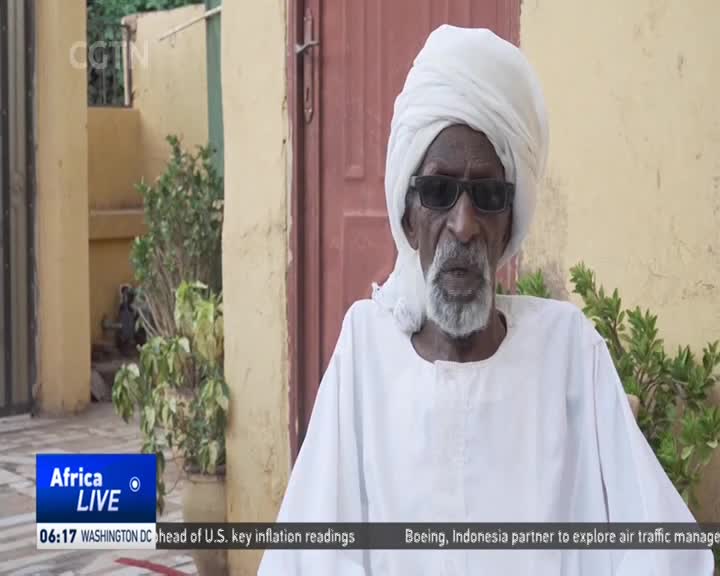 CGTN
Africa
LIVE
06:17 WASHINGTON DC
ahead of U.S. key inflation readings Boeing, Indonesia partner to explore air traffic manage